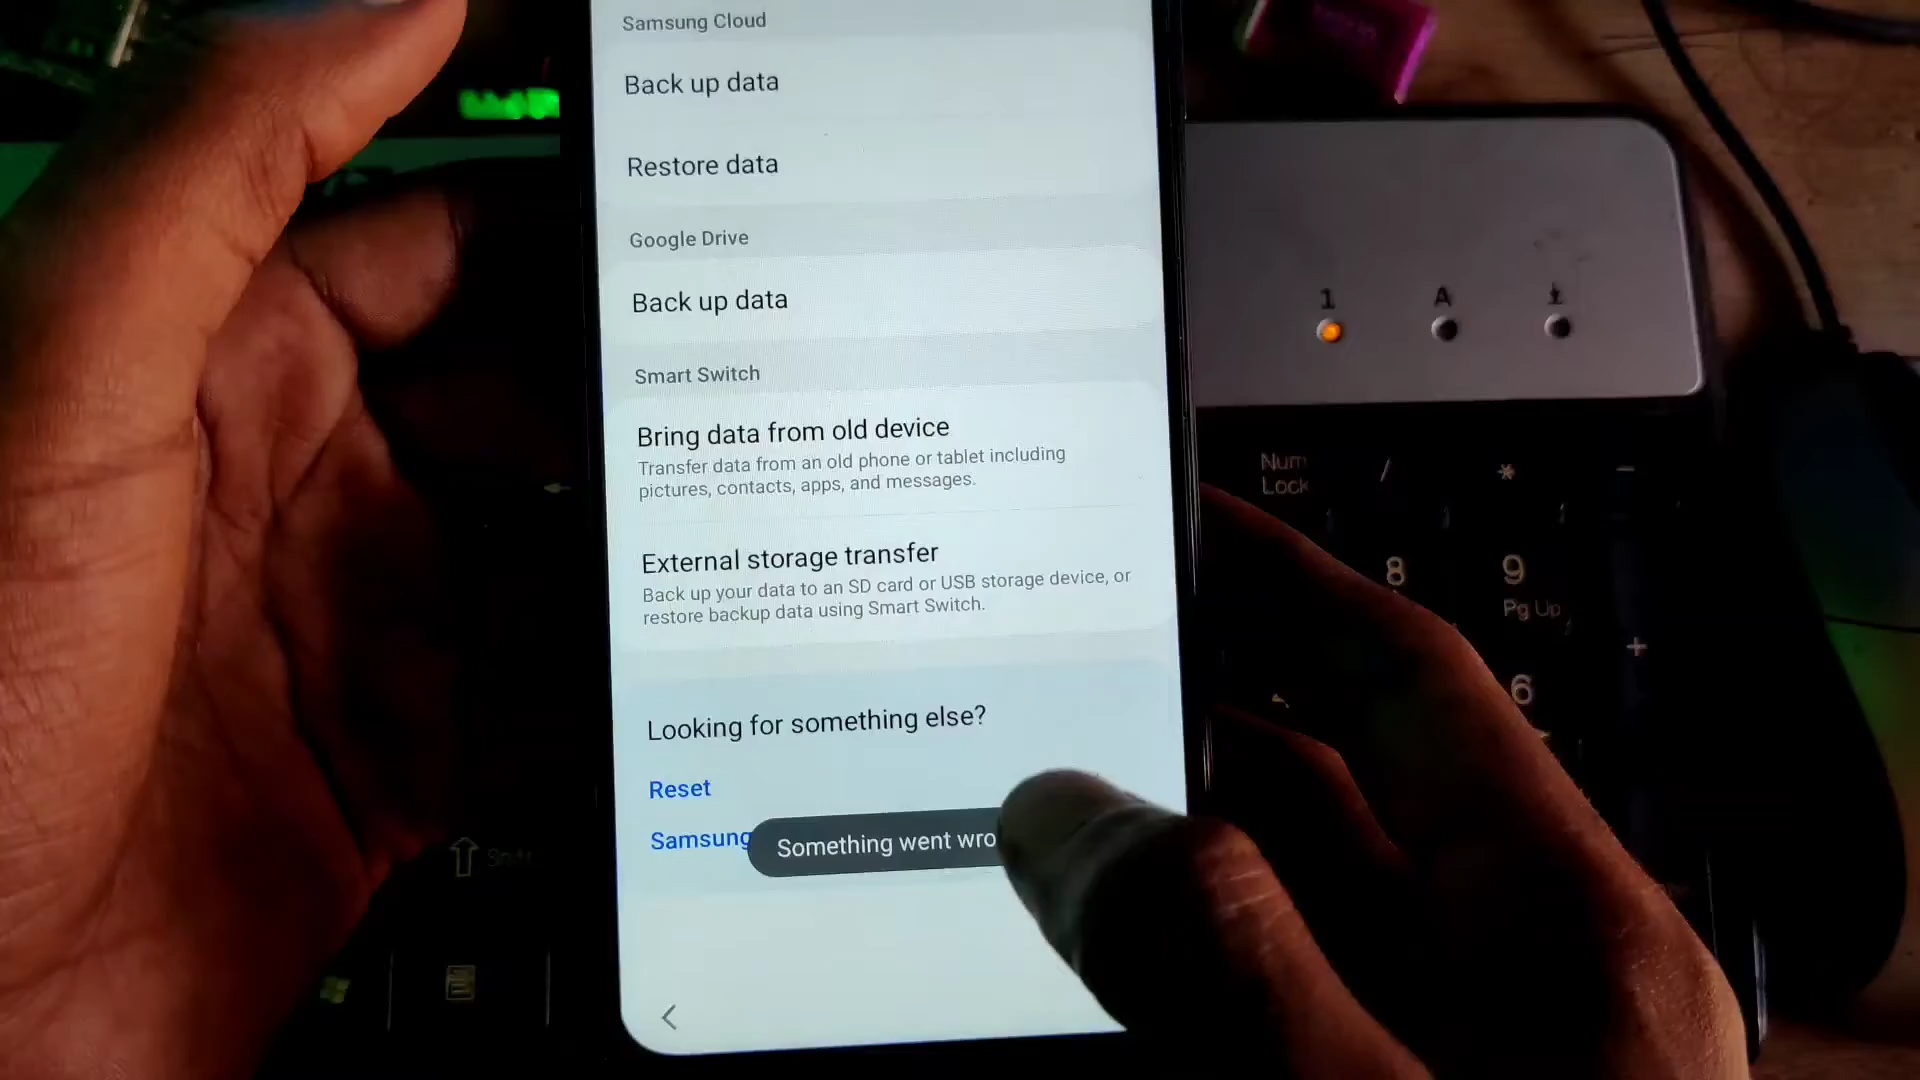 Samsung Cloud
Back up data
Restore data
Google Drive
Back up data
Smart Switch
Bring data from old device
Transfer data from an old phone or tablet including
pictures, contacts, apps, and messages.
External storage transfer
Back up your data to an SD card or USB storage device, or
restore backup data using Smart Switch.
Looking for something else?
Reset
Samsung
Something went wro
1
A
Num
Lock
/
*
-
8
9
Pg Up
+
6